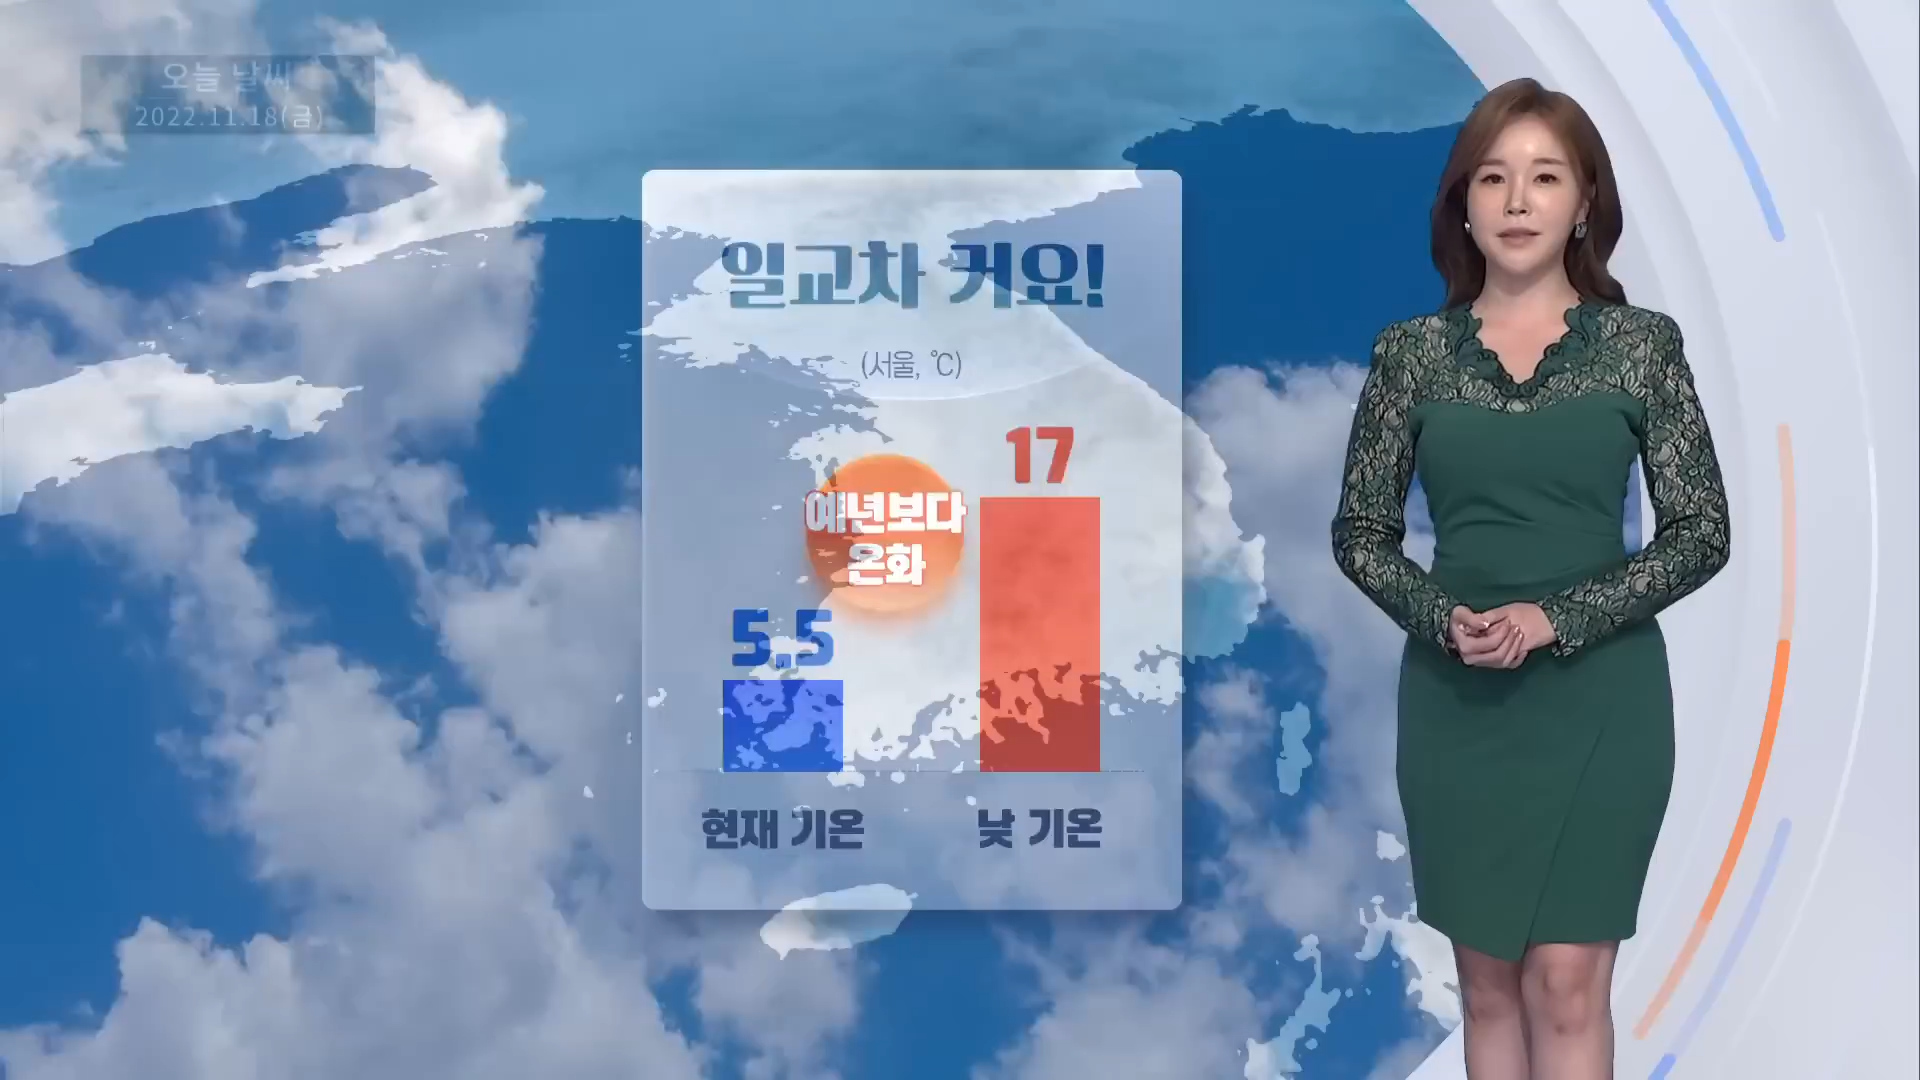 오늘 날씨
2022.11.18(금)
일교차 커요!
(서울, ℃)
17
예년보다
온화
5.5
현재 기온
낮 기온